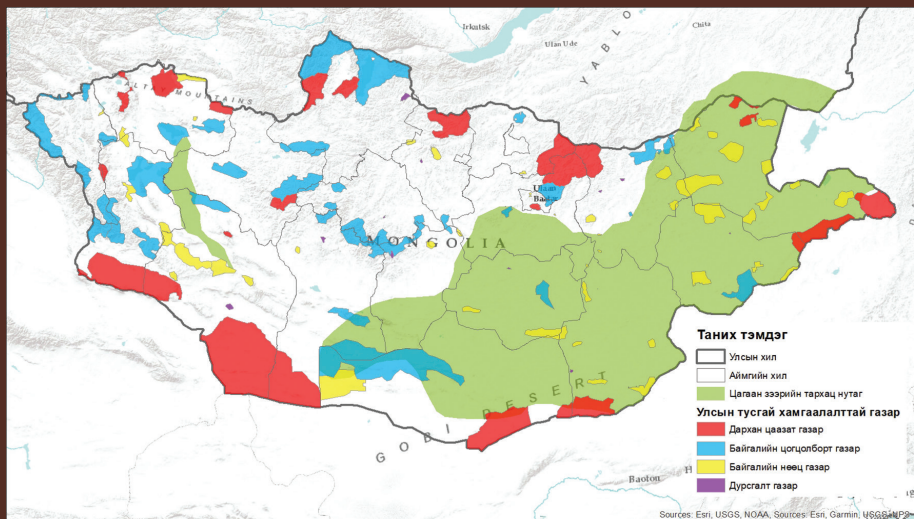 Irkutsk
Ulan Ude
Chita
YABLO
ALTAY MOUNTAINS
Ulaan
MONGOLIA
GOBI DESERT
Baotou
Таних тэмдэг
Улсын хил
Аймгийн хил
Цагаан зээрийн тархац нутаг
Улсын тусгай хамгаалалттай газар
Дархан цаазат газар
Байгалийн цогцолборт газар
Байгалийн нөөц газар
Дурсгалт газар
Sources: Esri, USGS, NOAA, Sources: Esri, Garmin, USGS, NPS